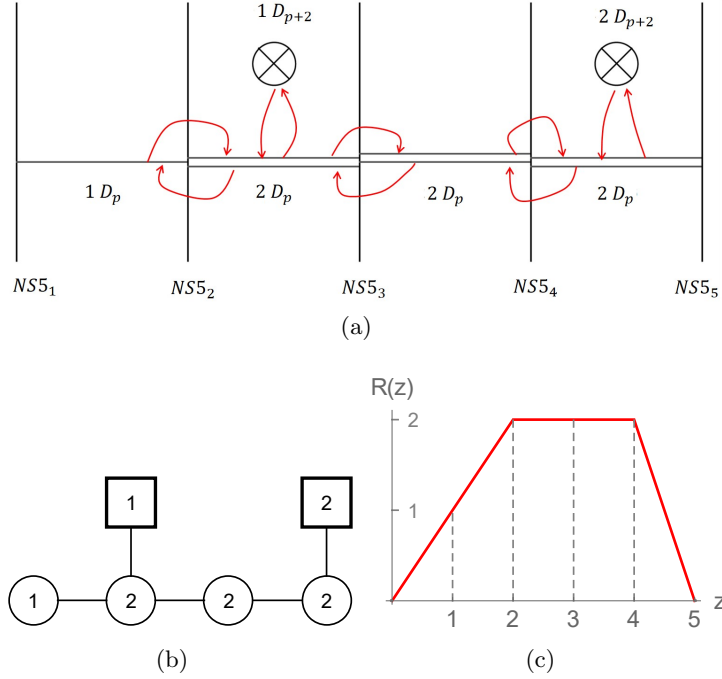 1 D_{p+2}
2 D_{p+2}
1 D_p
2 D_p
2 D_p
2 D_p
NS5_1
NS5_2
NS5_3
NS5_4
NS5_5
(a)
1
2
1
2
2
2
(b)
R(z)
2
1
1
2
3
4
5
z
(c)